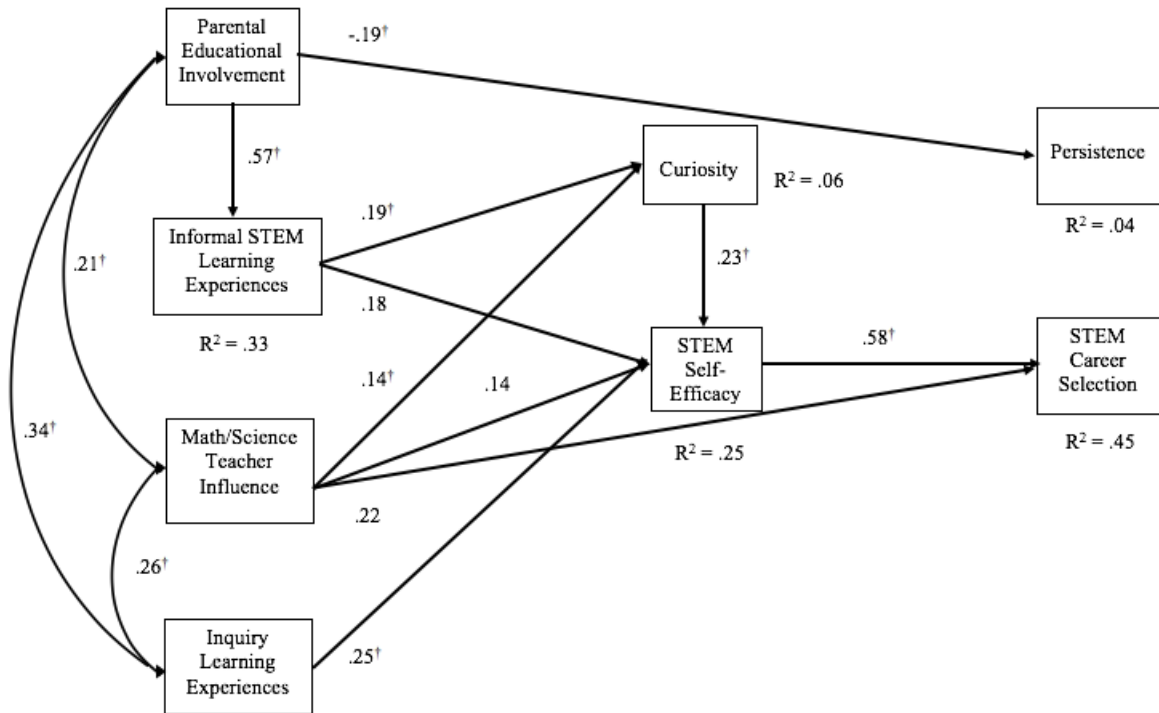 Parental
Educational
Involvement
-.19†
.57†
Curiosity
R² = .06
Persistence
R² = .04
Informal STEM
Learning
Experiences
R² = .33
.19†
.21†
.18
.23†
STEM
Self-
Efficacy
R² = .25
.58†
STEM
Career
Selection
R² = .45
.14†
.14
.34†
Math/Science
Teacher
Influence
.22
.26†
Inquiry
Learning
Experiences
.25†